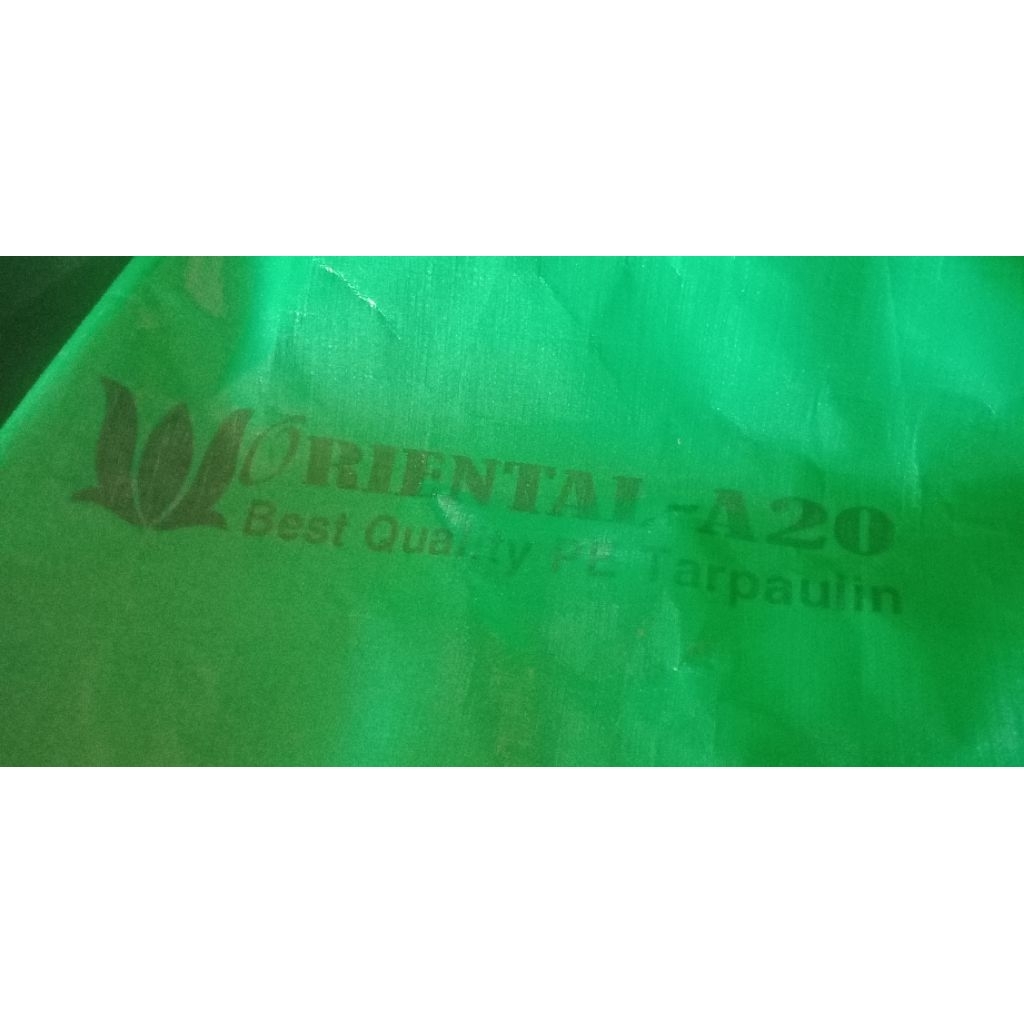 ORIENTAL-A20
Best Quality PE Tarpaulin